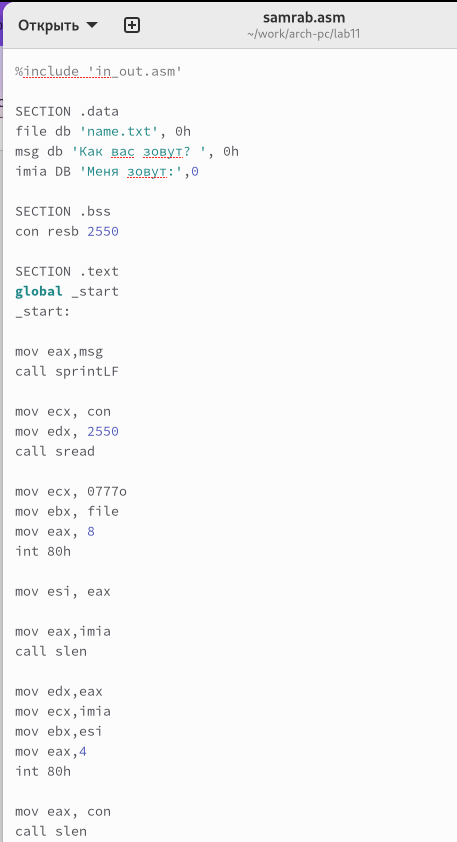 Открыть
samrab.asm
~/work/arch-pc/lab11
%include 'in_out.asm'
SECTION .data
file db 'name.txt', 0h
msg db 'Как вас зовут? ', 0h
imia DB 'Меня зовут:',0
SECTION .bss
con resb 2550
SECTION .text
global _start
_start:
mov eax,msg
call sprintLF
mov ecx, con
mov edx, 2550
call sread
mov ecx, 0777o
mov ebx, file
mov eax, 8
int 80h
mov esi, eax
mov eax,imia
call slen
mov edx,eax
mov ecx,imia
mov ebx,esi
mov eax,4
int 80h
mov eax, con
call slen